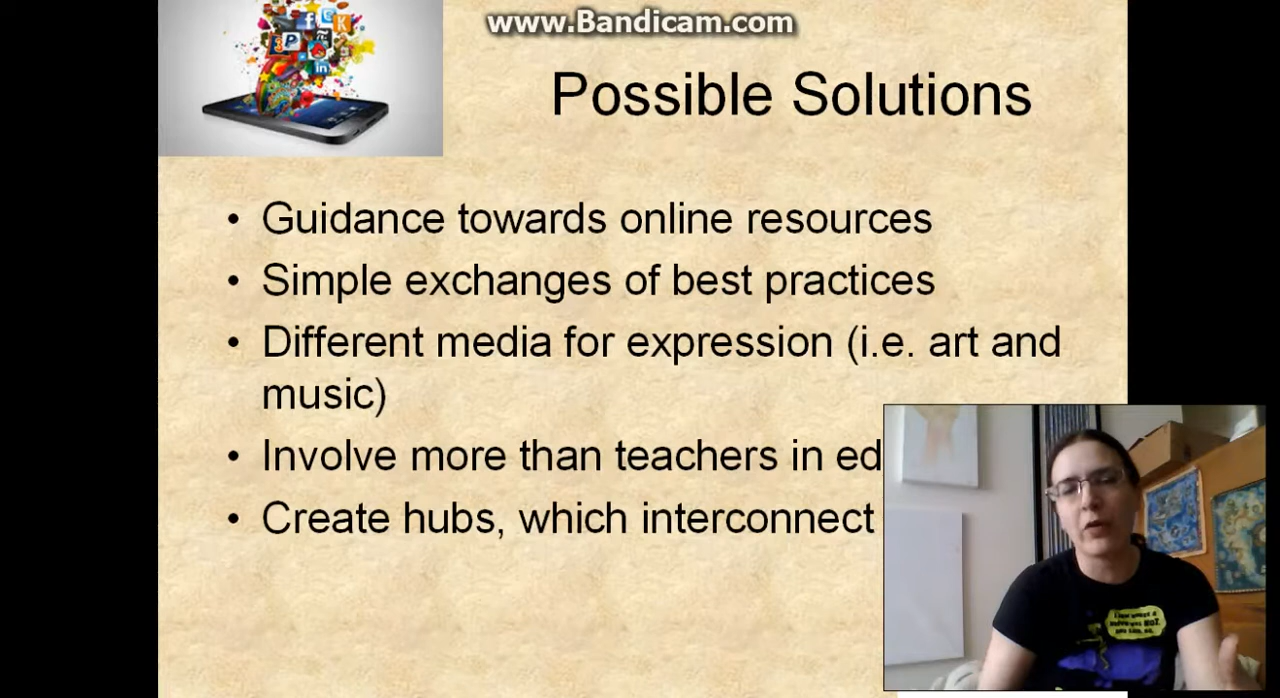 www.Bandicam.com
Possible Solutions
• Guidance towards online resources
• Simple exchanges of best practices
• Different media for expression (i.e. art and
music)
• Involve more than teachers in ed
• Create hubs, which interconnect